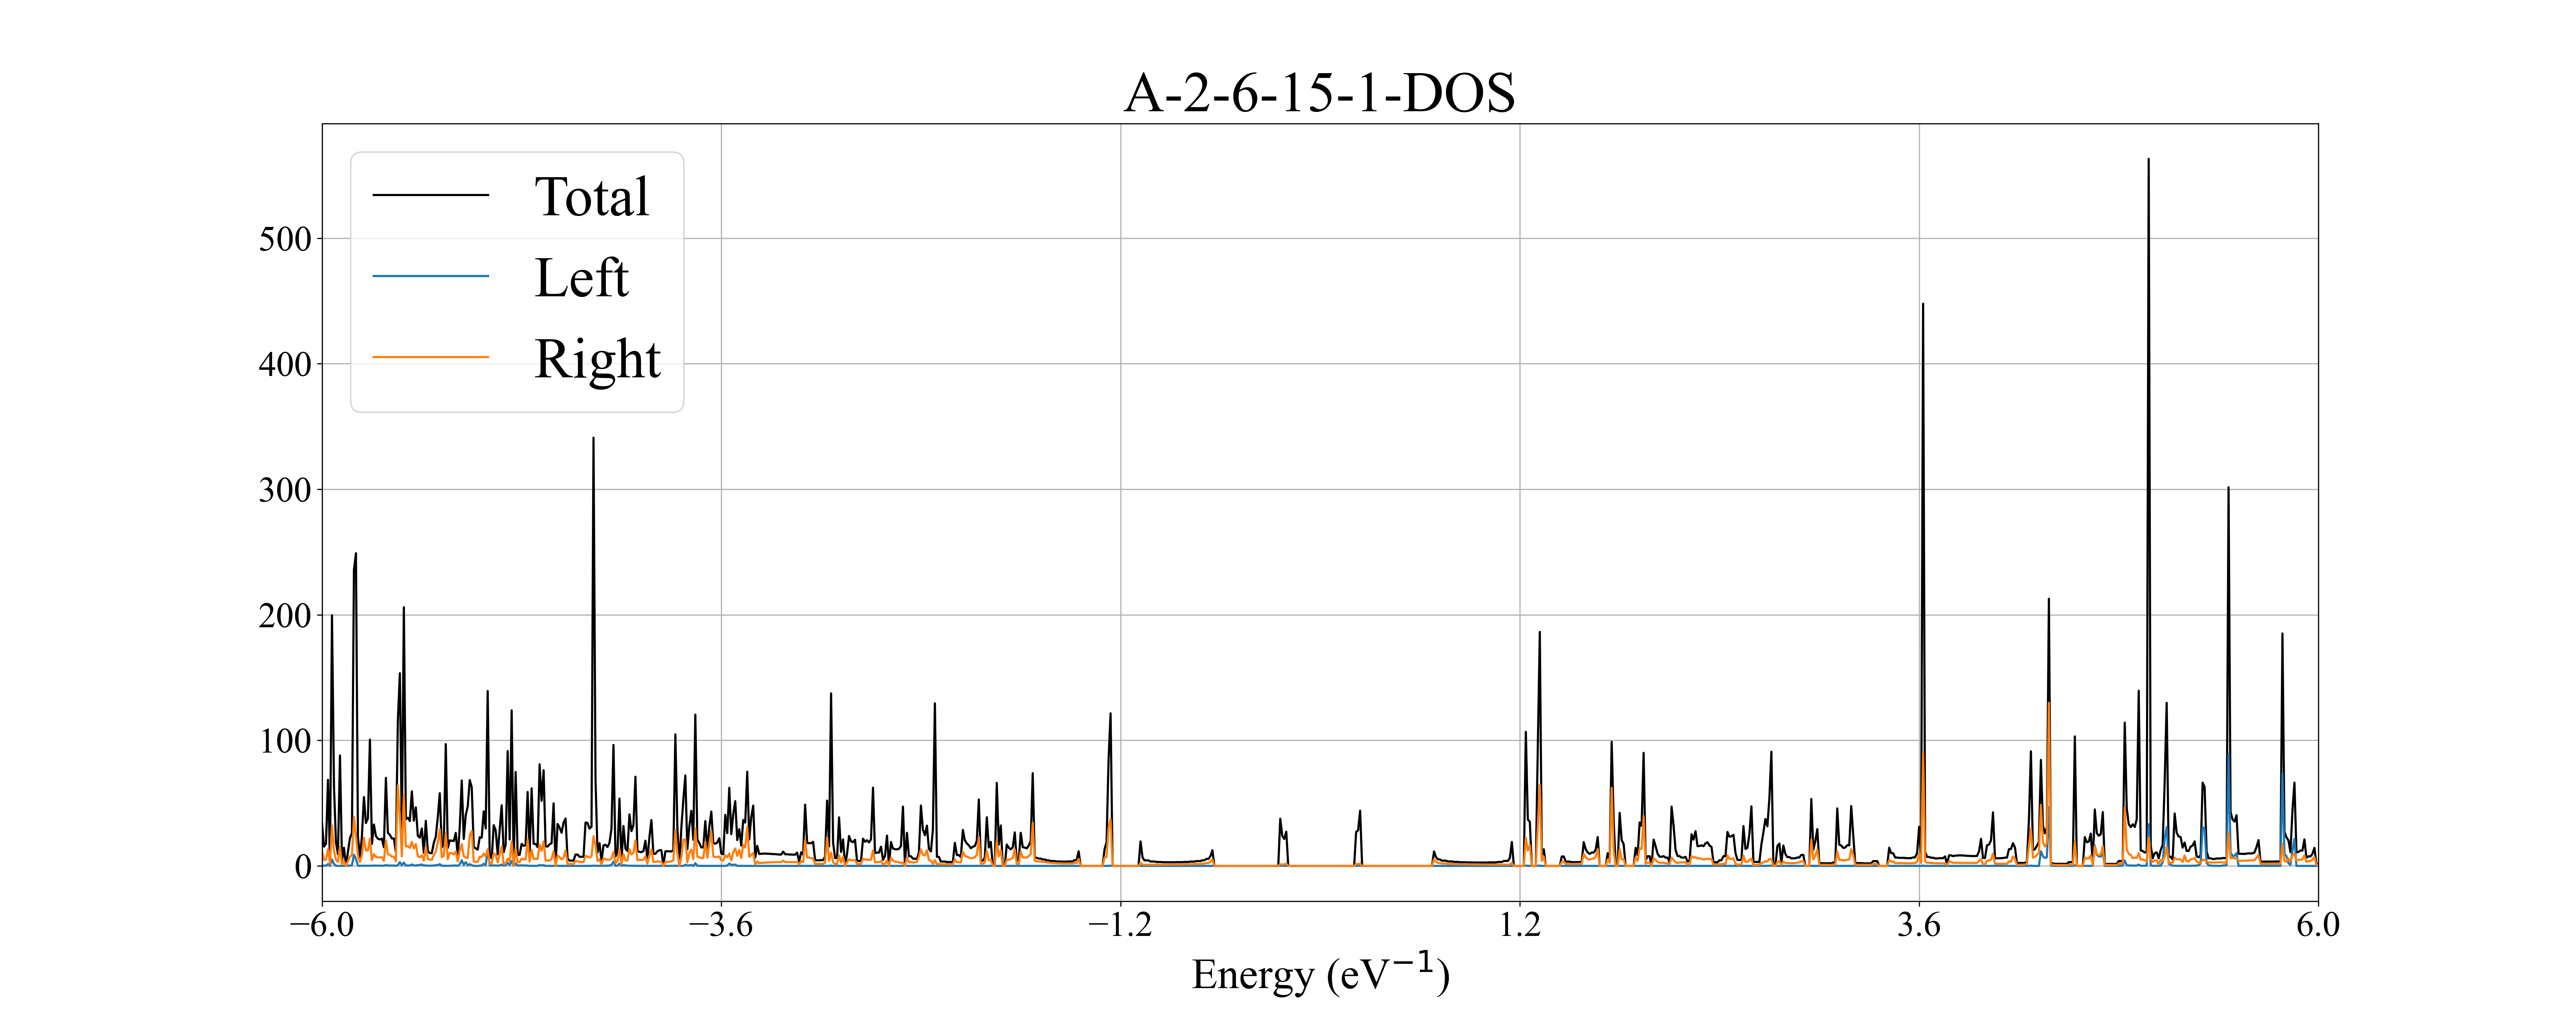 A-2-6-15-1-DOS
Total
Left
Right
500
400
300
200
100
0
−6.0 −3.6 −1.2 1.2 3.6 6.0
Energy (eV⁻¹)